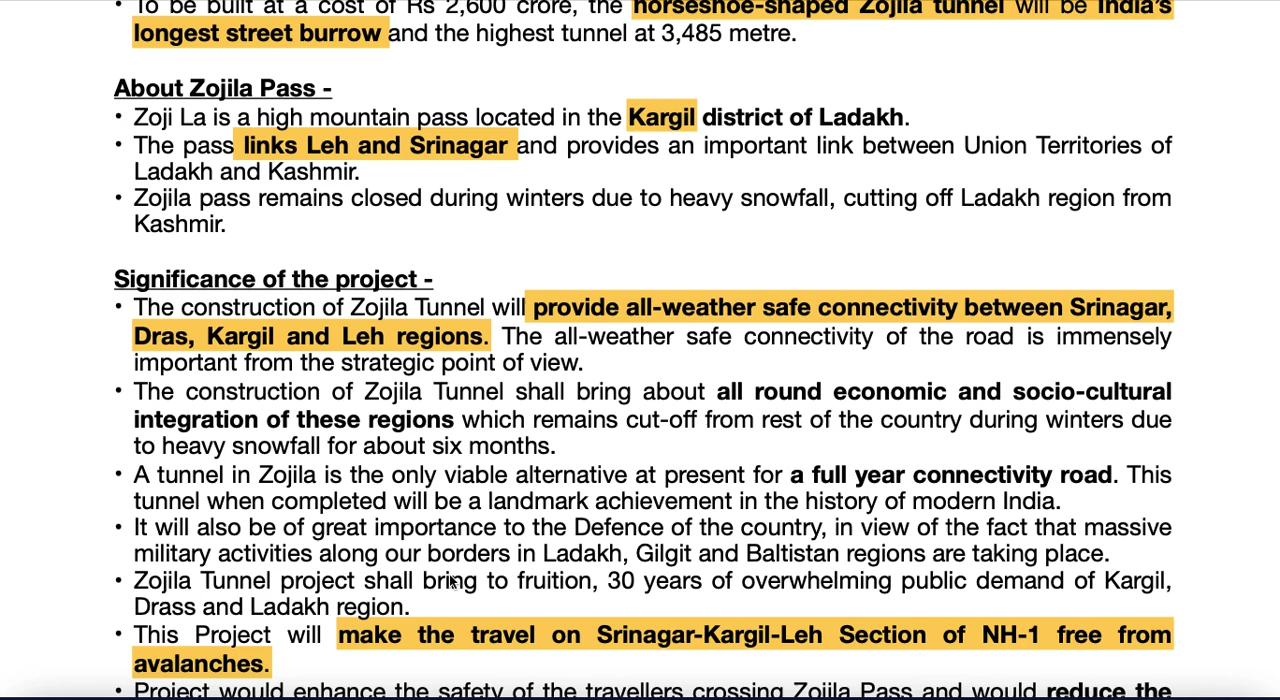 • To be built at a cost of Rs 2,600 crore, the horseshoe-shaped Zojila tunnel will be India's
longest street burrow and the highest tunnel at 3,485 metre.
About Zojila Pass -
• Zoji La is a high mountain pass located in the Kargil district of Ladakh.
• The pass links Leh and Srinagar and provides an important link between Union Territories of
Ladakh and Kashmir.
• Zojila pass remains closed during winters due to heavy snowfall, cutting off Ladakh region from
Kashmir.
Significance of the project -
• The construction of Zojila Tunnel will provide all-weather safe connectivity between Srinagar,
Dras, Kargil and Leh regions. The all-weather safe connectivity of the road is immensely
important from the strategic point of view.
• The construction of Zojila Tunnel shall bring about all round economic and socio-cultural
integration of these regions which remains cut-off from rest of the country during winters due
to heavy snowfall for about six months.
• A tunnel in Zojila is the only viable alternative at present for a full year connectivity road. This
tunnel when completed will be a landmark achievement in the history of modern India.
• It will also be of great importance to the Defence of the country, in view of the fact that massive
military activities along our borders in Ladakh, Gilgit and Baltistan regions are taking place.
• Zojila Tunnel project shall bring to fruition, 30 years of overwhelming public demand of Kargil,
Drass and Ladakh region.
• This Project will make the travel on Srinagar-Kargil-Leh Section of NH-1 free from
avalanches.
• Project would enhance the safety of the travellers crossing Zojila Pass and would reduce the